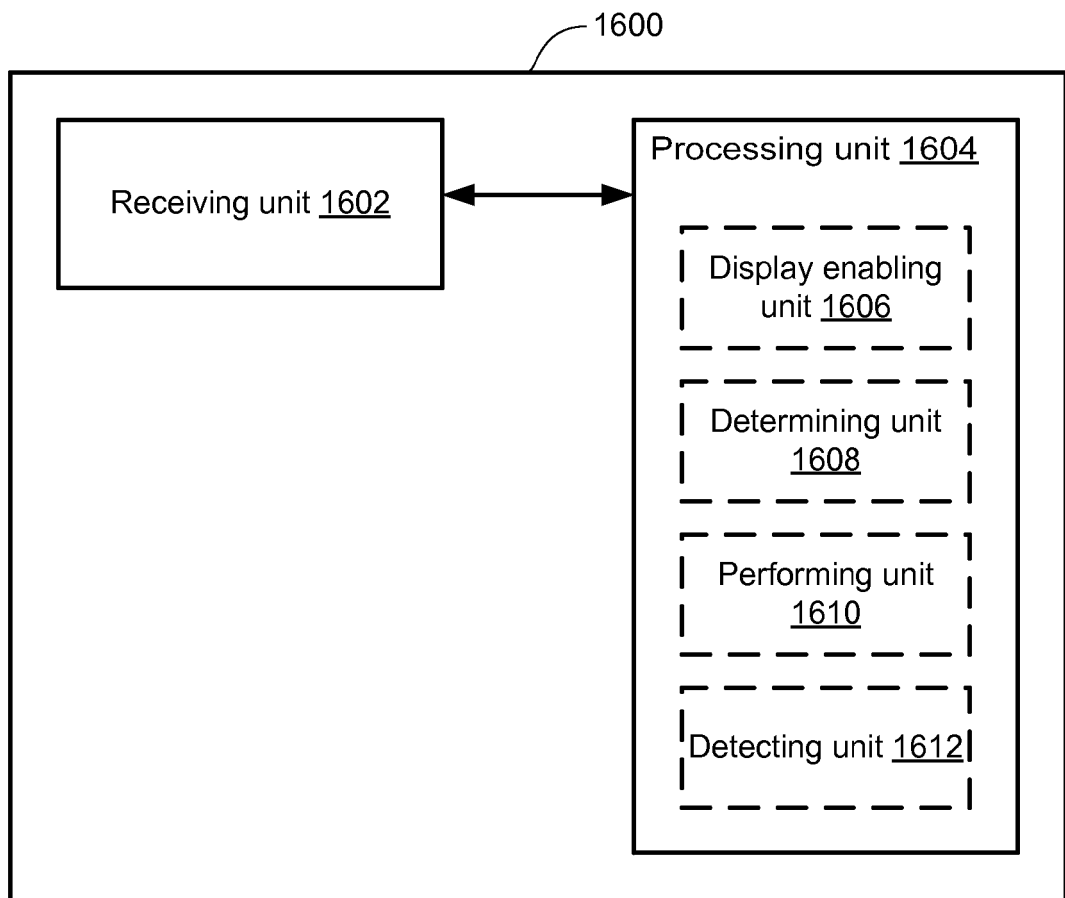 1600
Receiving unit 1602
Processing unit 1604
Display enabling
unit 1606
Determining unit
1608
Performing unit
1610
Detecting unit 1612